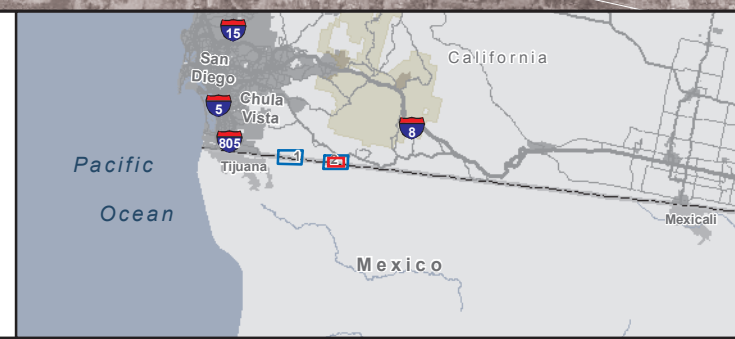 15
California
San
Diego
5
Chula
Vista
8
805
Pacific
Ocean
Tijuana
1
2
Mexicali
Mexico